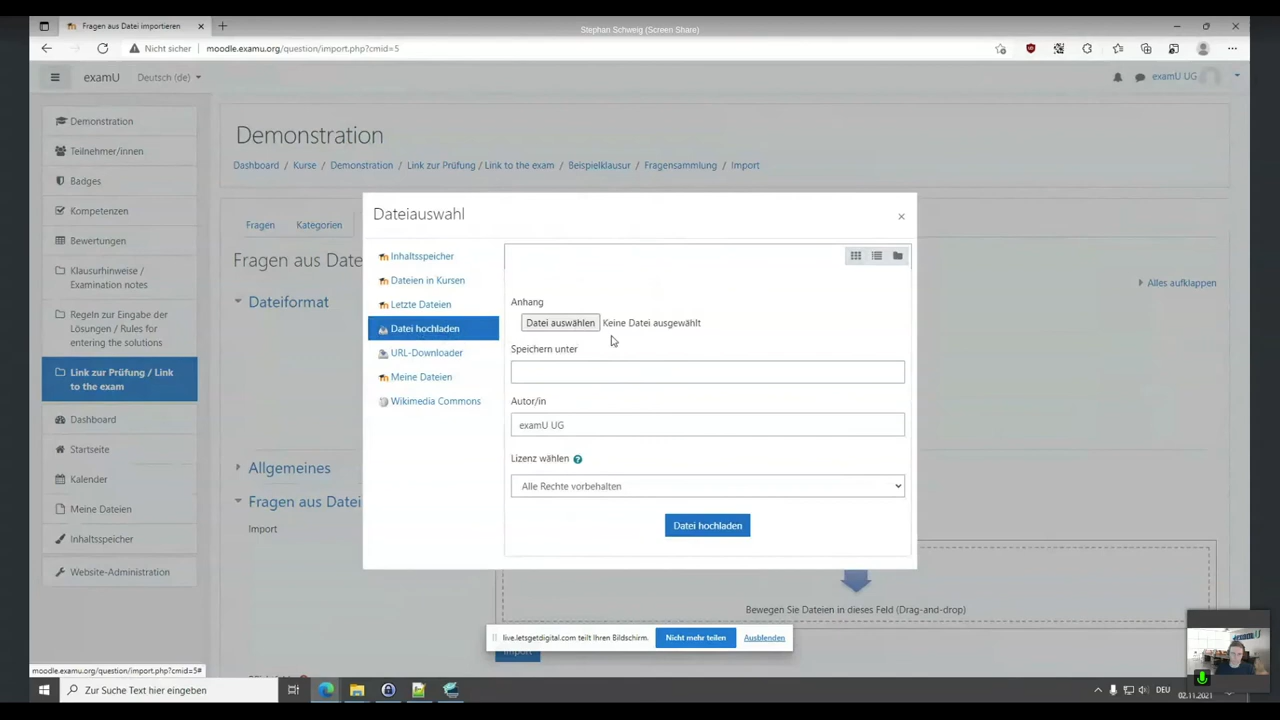 Stephan Schweig (Screen Share)
Fragen aus Datei importieren
Nicht sicher
moodle.examu.org/question/import.php?cmid=5
examU
Deutsch (de)
examU UG
Demonstration
Teilnehmer/innen
Badges
Kompetenzen
Bewertungen
Klausurhinweise /
Examination notes
Regeln zur Eingabe der
Lösungen / Rules for
entering the solutions
Link zur Prüfung / Link
to the exam
Dashboard
Startseite
Kalender
Meine Dateien
Inhaltsspeicher
Website-Administration
Demonstration
Dashboard / Kurse / Demonstration / Link zur Prüfung / Link to the exam / Beispielklausur / Fragensammlung / Import
Fragen
Kategorien
Fragen aus Date
Alles aufklappen
Dateiformat
Allgemeines
Fragen aus Datei
Import
Dateiauswahl
×
Inhaltsspeicher
Dateien in Kursen
Letzte Dateien
Datei hochladen
URL-Downloader
Meine Dateien
Wikimedia Commons
Anhang
Datei auswählen Keine Datei ausgewählt
Speichern unter
Autor/in
examU UG
Lizenz wählen
Alle Rechte vorbehalten
Datei hochladen
Bewegen Sie Dateien in dieses Feld (Drag-and-drop)
live.letsgetdigital.com teilt Ihren Bildschirm.
Nicht mehr teilen
Ausblenden
Import
moodle.examu.org/question/import.php?cmid=5#
Zur Suche Text hier eingeben
DEU
02.11.2021